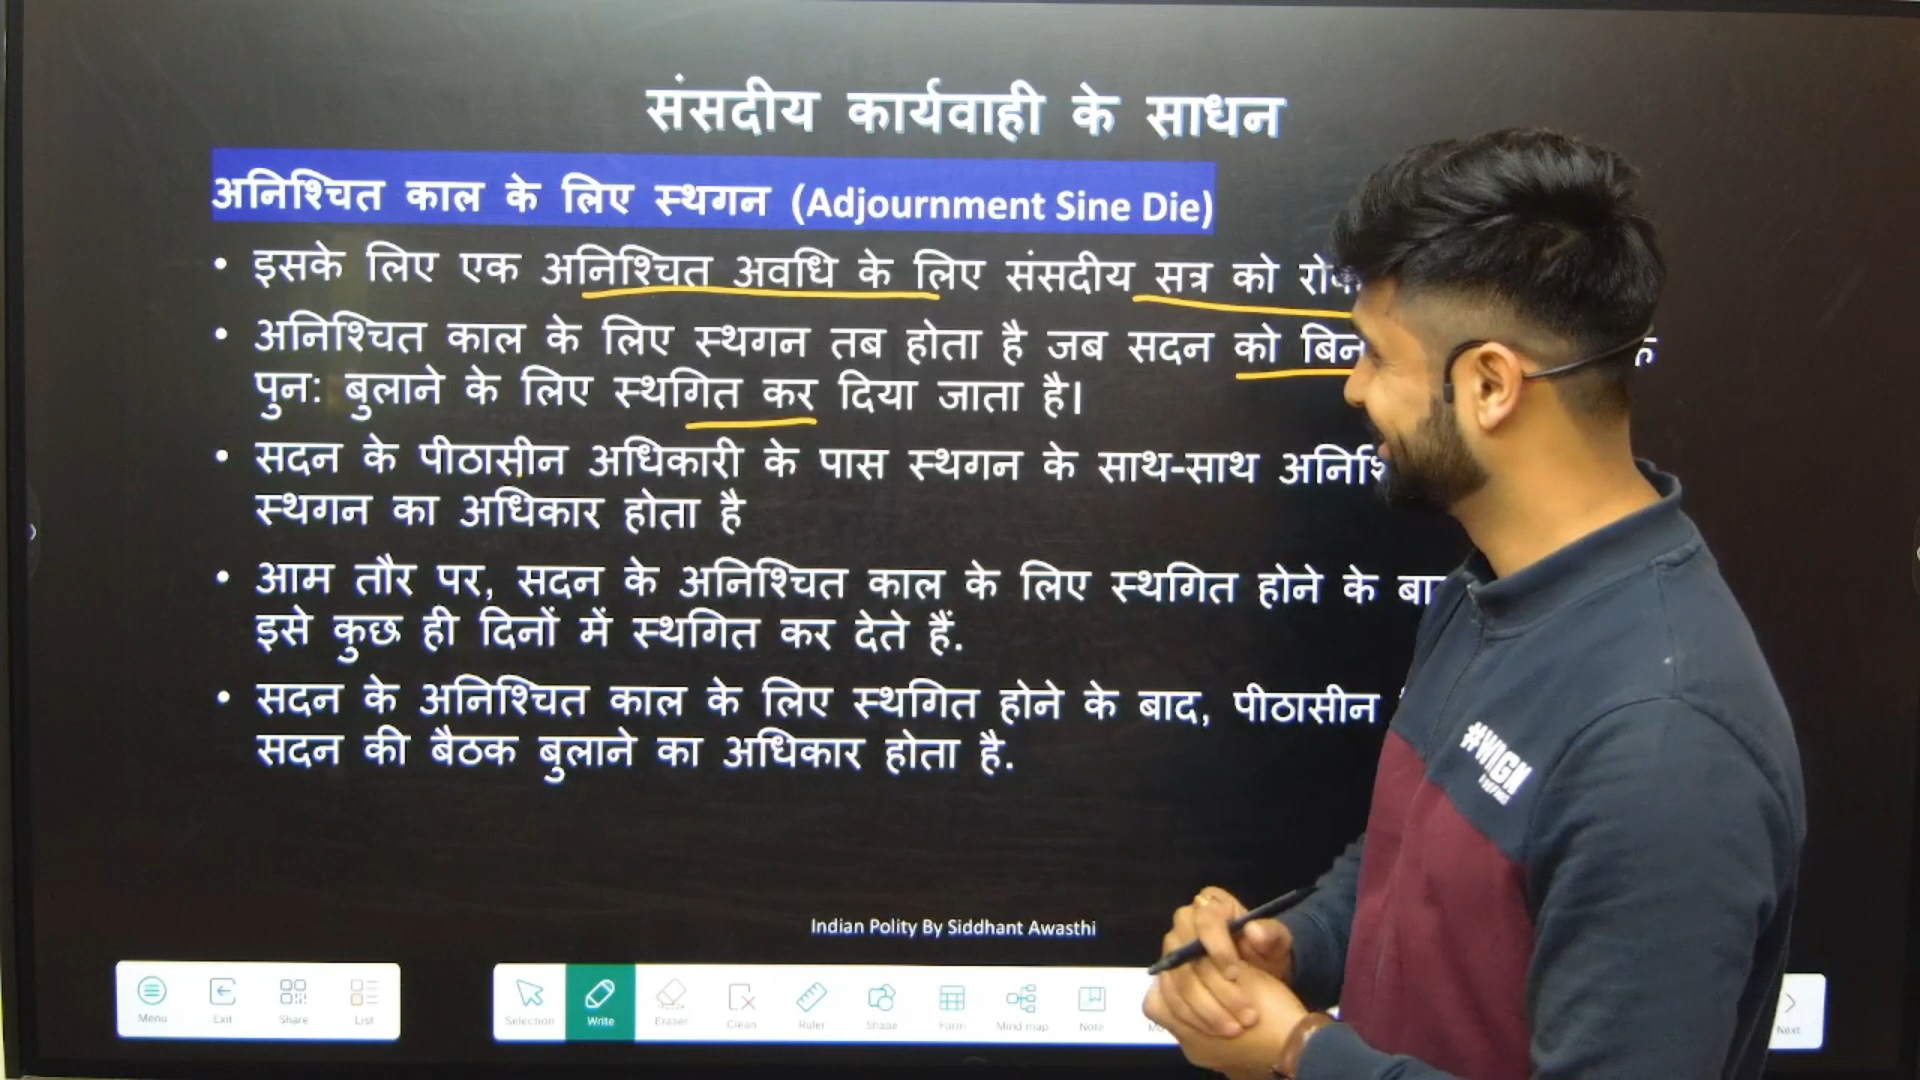 संसदीय कार्यवाही के साधन
अनिश्चित काल के लिए स्थगन (Adjournment Sine Die)
• इसके लिए एक अनिश्चित अवधि के लिए संसदीय सत्र को
• अनिश्चित काल के लिए स्थगन तब होता है जब सदन को
पुन: बुलाने के लिए स्थगित कर दिया जाता है।
• सदन के पीठासीन अधिकारी के पास स्थगन के साथ-साथ
स्थगन का अधिकार होता है
• आम तौर पर, सदन के अनिश्चित काल के लिए स्थगित होने के
इसे कुछ ही दिनों में स्थगित कर देते हैं.
• सदन के अनिश्चित काल के लिए स्थगित होने के बाद, पीठासीन
सदन की बैठक बुलाने का अधिकार होता है.
#WIGN
Indian Polity By Siddhant Awasthi
Menu Exit Share List Selection Write Eraser Clean Ruler Shape Form Mind map Note Next